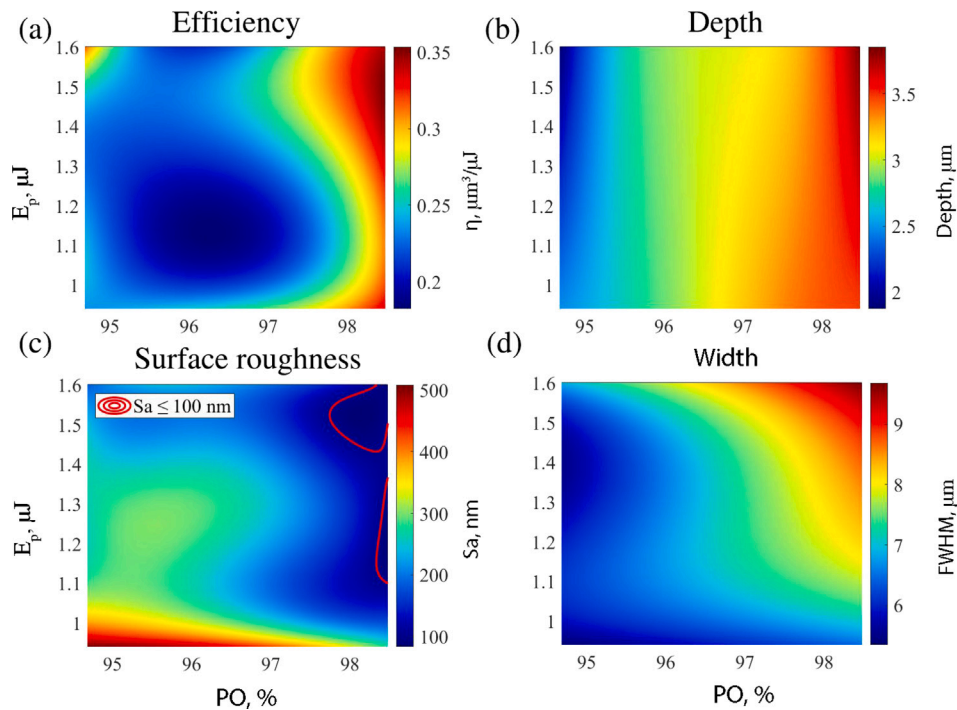 (a) Efficiency
1.6
1.5
1.4
1.3
1.2
1.1
1
Ep, μJ
95 96 97 98
0.35
0.3
0.25
0.2
η, μm³/μJ
(b) Depth
1.6
1.5
1.4
1.3
1.2
1.1
1
95 96 97 98
3.5
3
2.5
2
Depth, μm
(c) Surface roughness
Sa ≤ 100 nm
1.6
1.5
1.4
1.3
1.2
1.1
1
Ep, μJ
95 96 97 98
PO, %
500
400
300
200
100
Sa, nm
(d) Width
1.6
1.5
1.4
1.3
1.2
1.1
1
95 96 97 98
PO, %
9
8
7
6
FWHM, μm